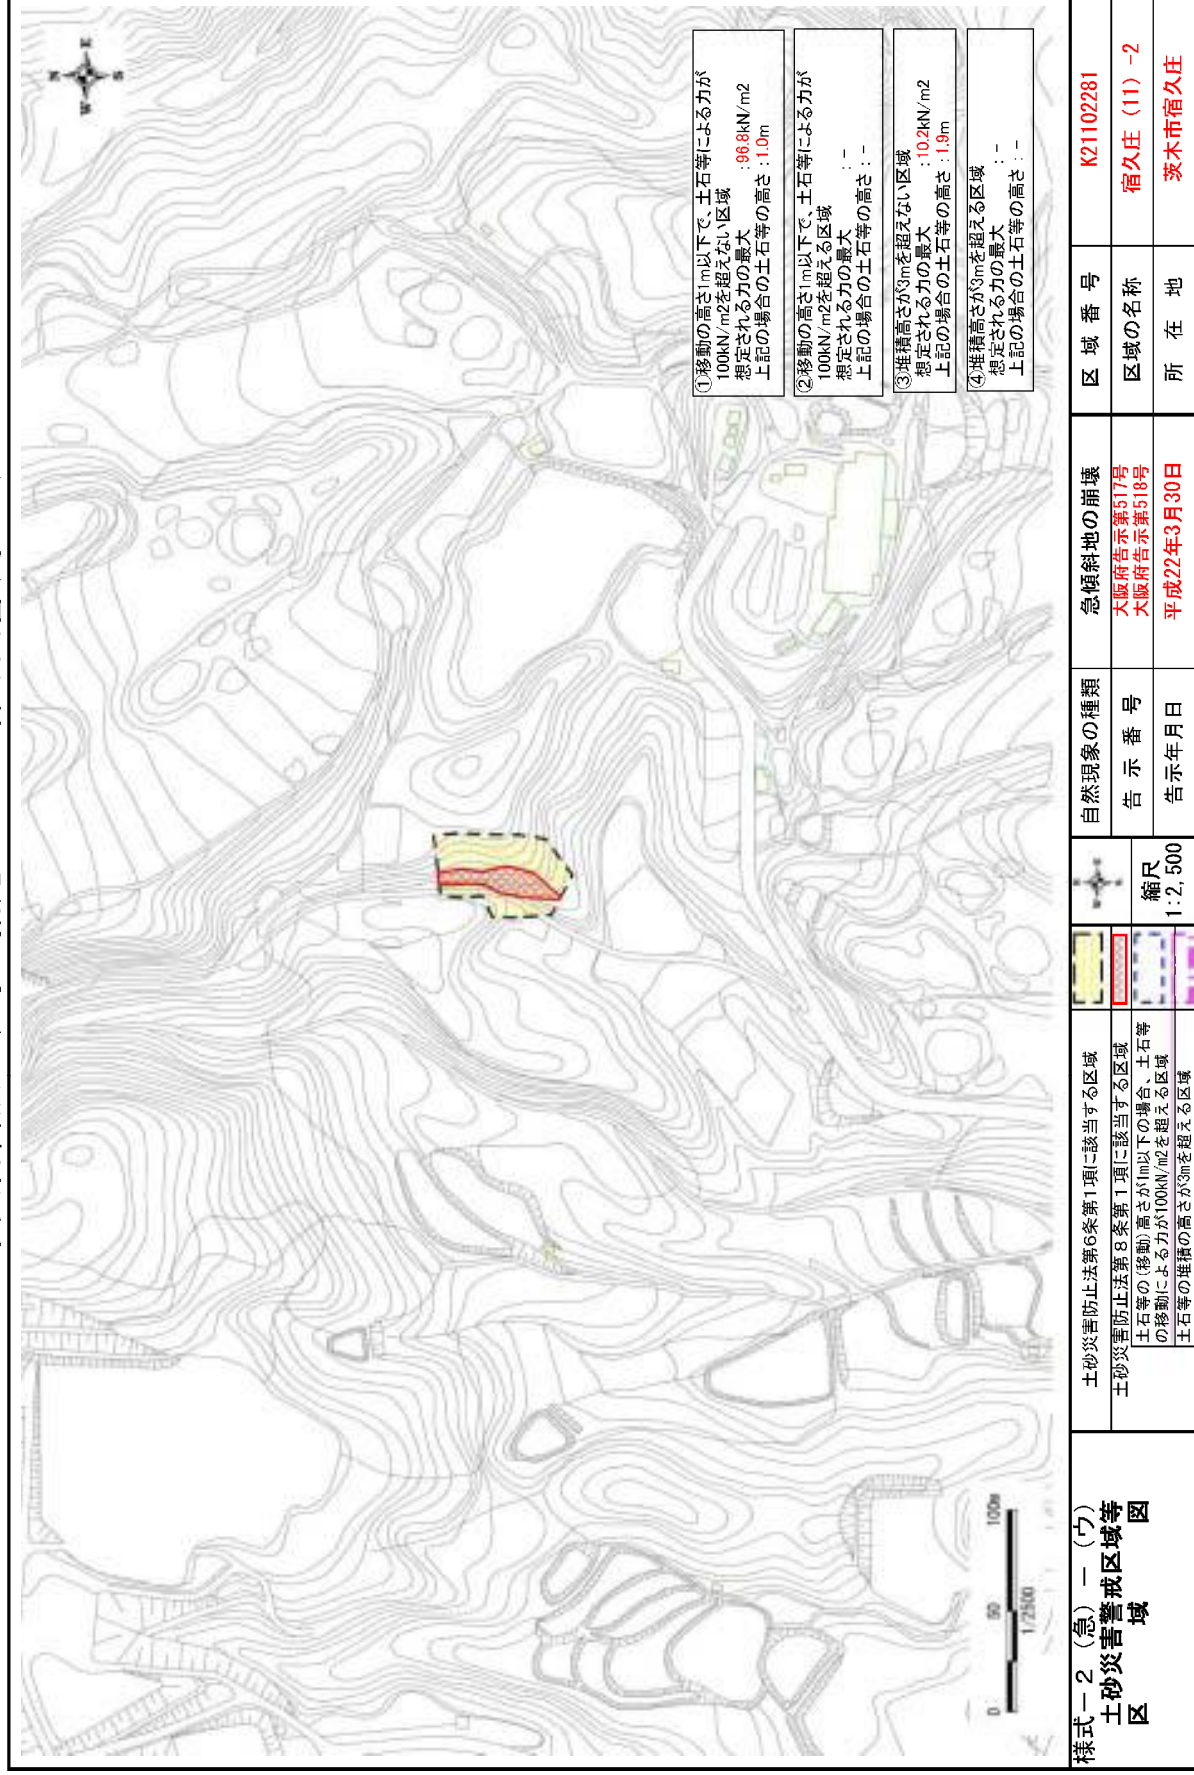 N
E
W
S
①移動の高さ1m以下で、土石等による力が
100kN/m2を超えない区域
想定される力の最大 :96.8kN/m2
上記の場合の土石等の高さ:1.0m
②移動の高さ1m以下で、土石等による力が
100kN/m2を超える区域
想定される力の最大 :-
上記の場合の土石等の高さ:-
③堆積高さが3mを超えない区域
想定される力の最大 :10.2kN/m2
上記の場合の土石等の高さ:1.9m
④堆積高さが3mを超える区域
想定される力の最大 :-
上記の場合の土石等の高さ:-
0 50 100m
1/2500
様式-2(急)-(ウ)
土砂災害警戒区域等
区域図
土砂災害防止法第6条第1項に該当する区域
土砂災害防止法第8条第1項に該当する区域
土石等の(移動)高さが1m以下の場合、土石等
の移動による力が100kN/m2を超える区域
土石等の堆積の高さが3mを超える区域
縮尺
1:2,500
自然現象の種類 急傾斜地の崩壊
告示番号 大阪府告示第517号
大阪府告示第518号
告示年月日 平成22年3月30日
区域番号 K21102281
区域の名称 宿久庄(11)-2
所在地 茨木市宿久庄